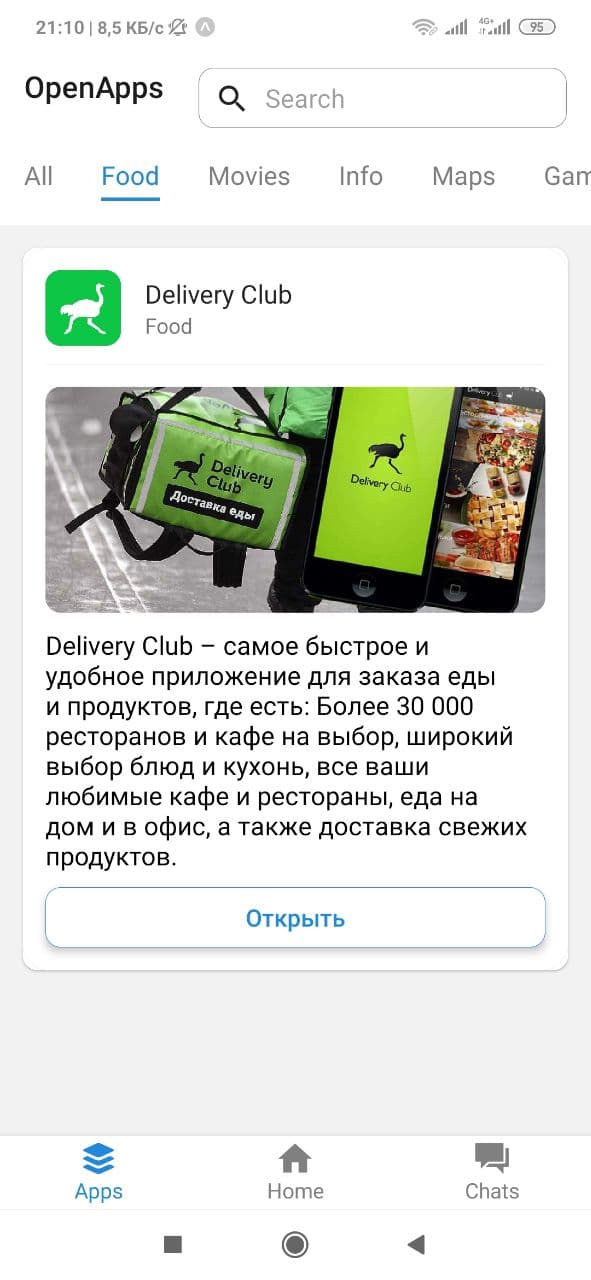 21:10 | 8,5 КБ/с
4G+
95
OpenApps
Search
All Food Movies Info Maps Gam
Delivery Club
Food
Delivery Club
Delivery
Club
Доставка еды
Delivery Club
Delivery Club – самое быстрое и
удобное приложение для заказа еды
и продуктов, где есть: Более 30 000
ресторанов и кафе на выбор, широкий
выбор блюд и кухонь, все ваши
любимые кафе и рестораны, еда на
дом и в офис, а также доставка свежих
продуктов.
Открыть
Apps Home Chats